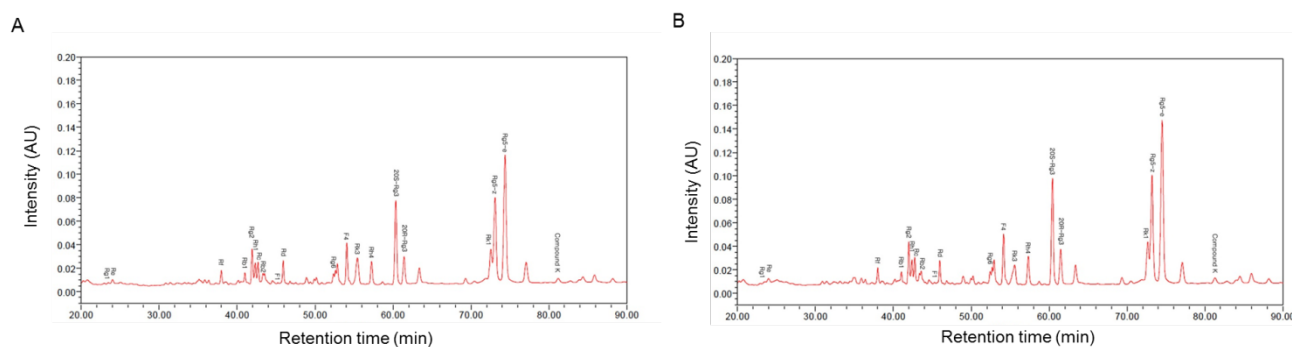 A
Intensity (AU)
0.20
0.18
0.16
0.14
0.12
0.10
0.08
0.06
0.04
0.02
0.00
Rg1
Re
Rf
Rb1
Rg2
Rh1
Rc
Rb2
F1
Rd
Rg6
F4
Rk3
Rh4
20S-Rg3
20R-Rg3
Rk1
Rg5-z
Rg5-e
Compound K
20.00 30.00 40.00 50.00 60.00 70.00 80.00 90.00
Retention time (min)
B
Intensity (AU)
0.20
0.18
0.16
0.14
0.12
0.10
0.08
0.06
0.04
0.02
0.00
Rg1
Re
Rf
Rb1
Rg2
Rh1
Rc
Rb2
F1
Rd
Rg6
F4
Rk3
Rh4
20S-Rg3
20R-Rg3
Rk1
Rg5-z
Rg5-e
Compound K
20.00 30.00 40.00 50.00 60.00 70.00 80.00 90.00
Retention time (min)